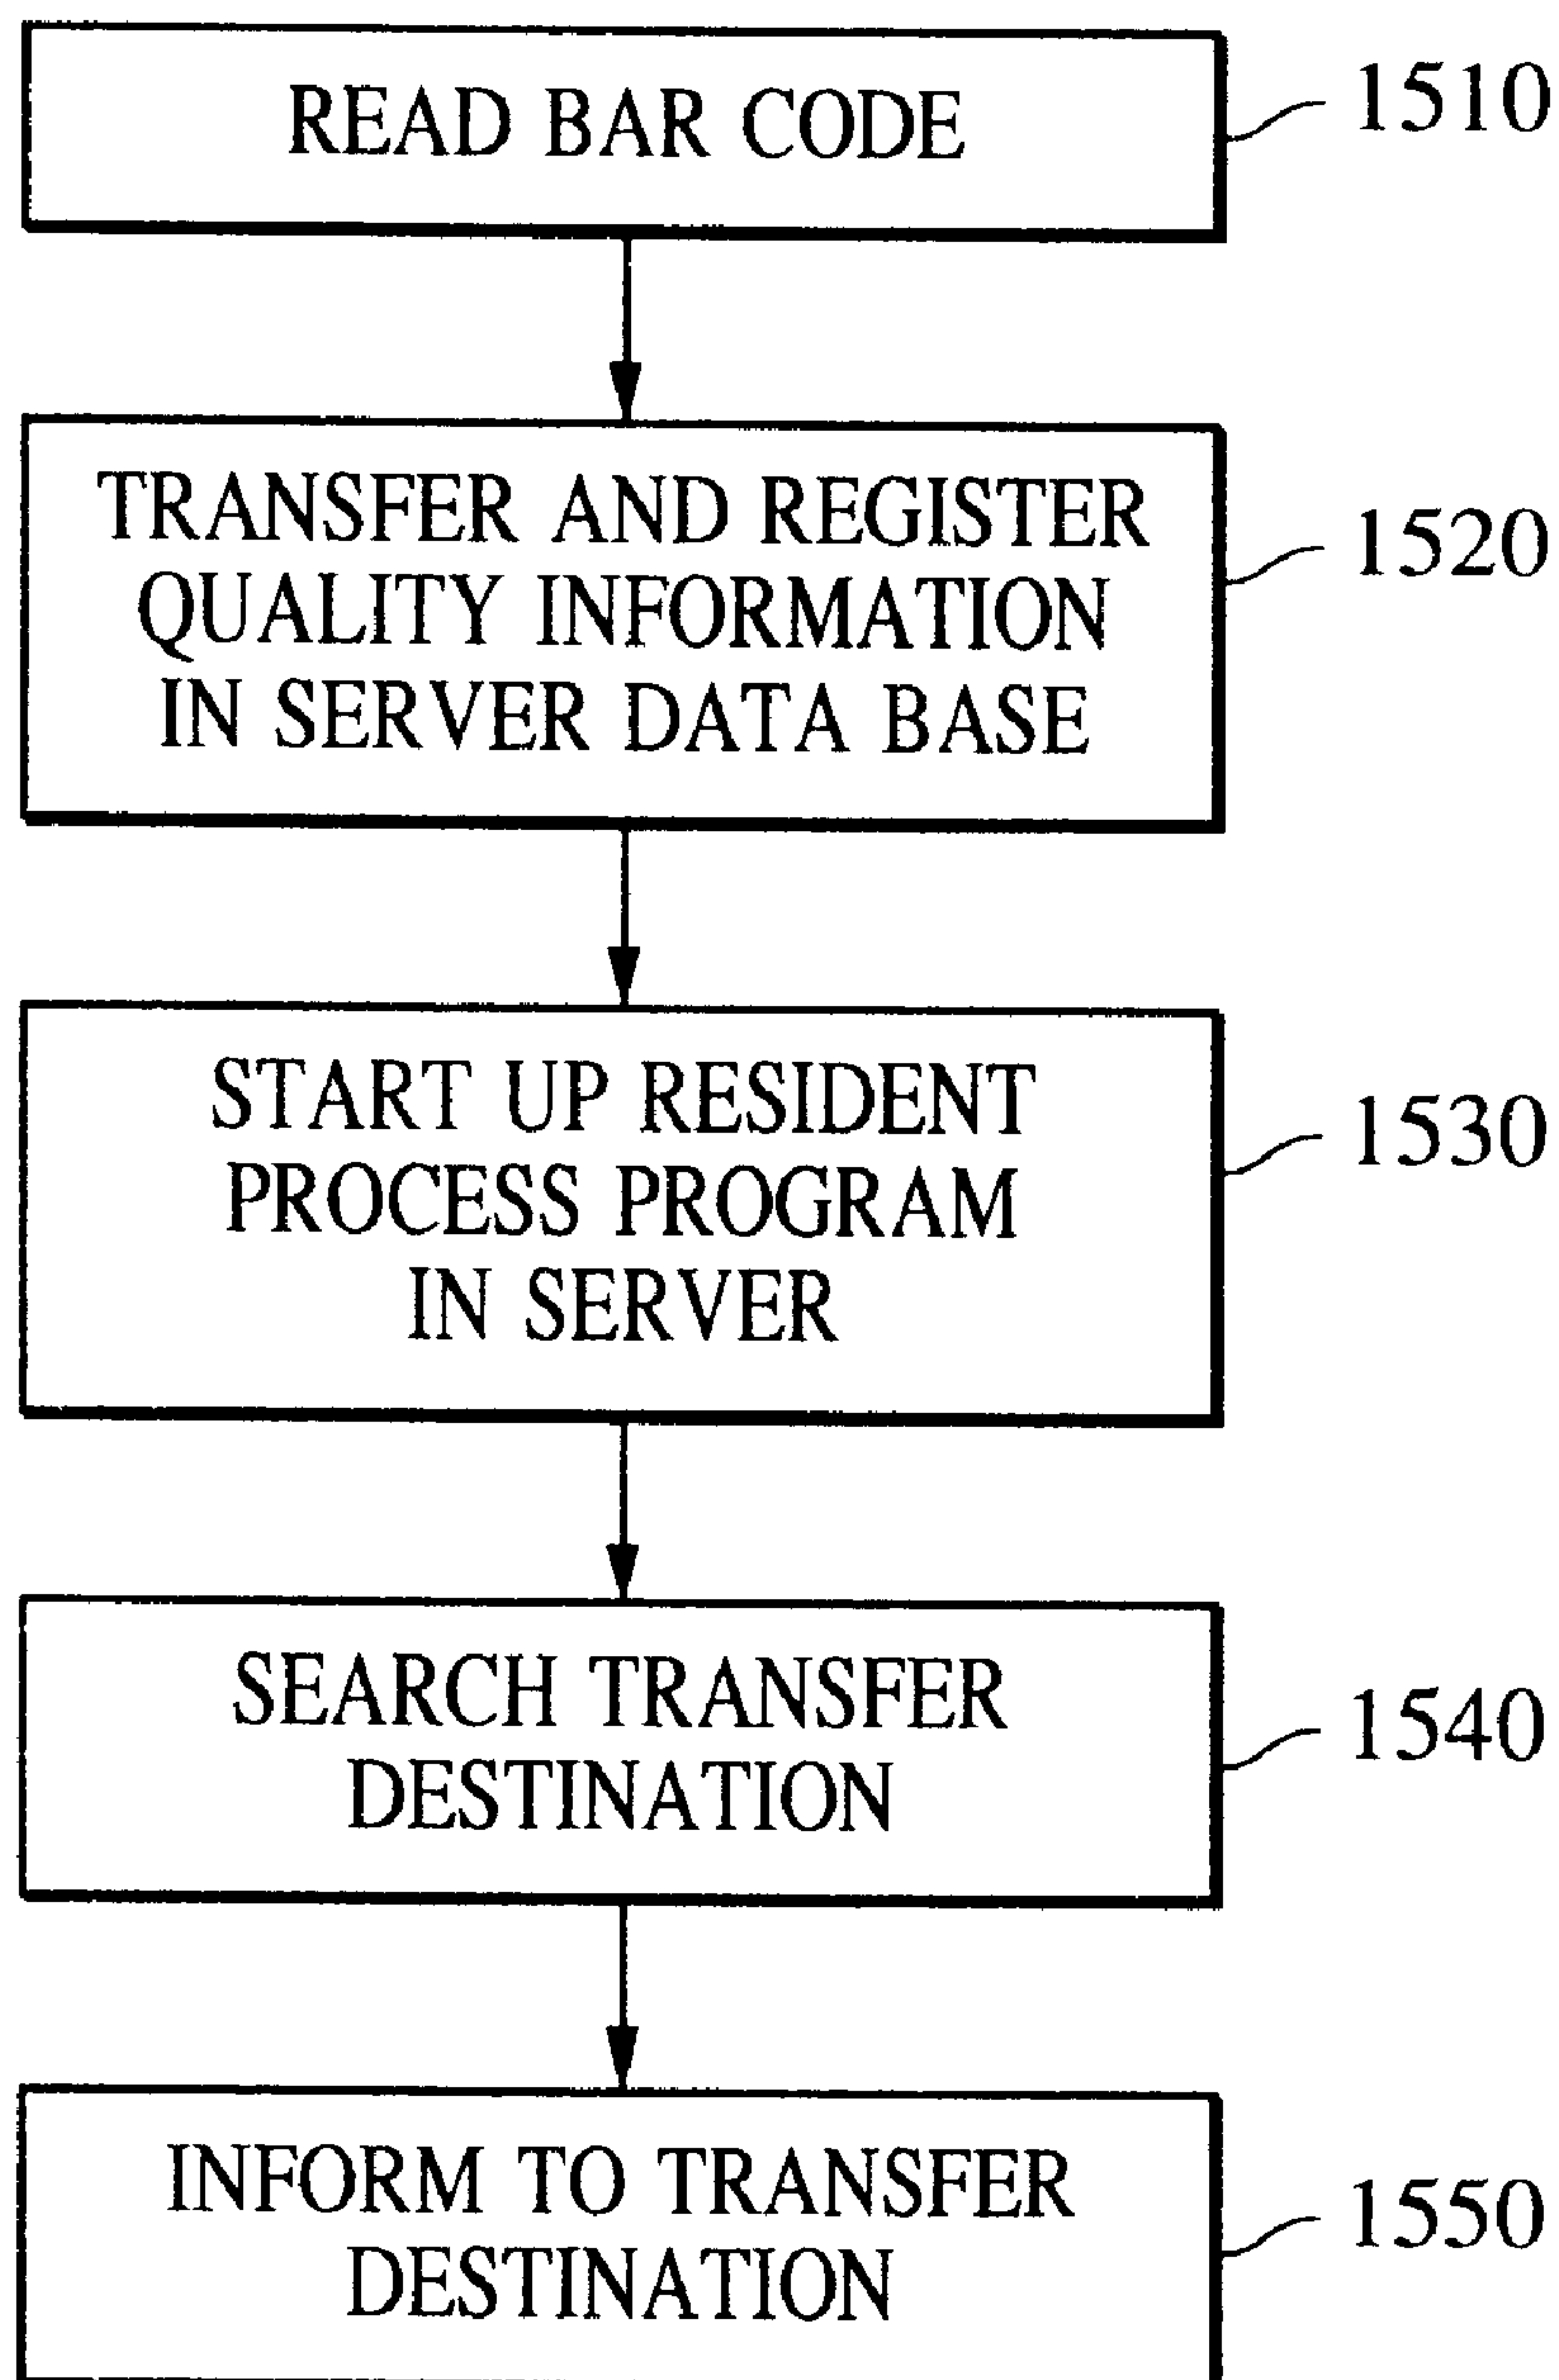 READ BAR CODE
1510
TRANSFER AND REGISTER
QUALITY INFORMATION
IN SERVER DATA BASE
1520
START UP RESIDENT
PROCESS PROGRAM
IN SERVER
1530
SEARCH TRANSFER
DESTINATION
1540
INFORM TO TRANSFER
DESTINATION
1550